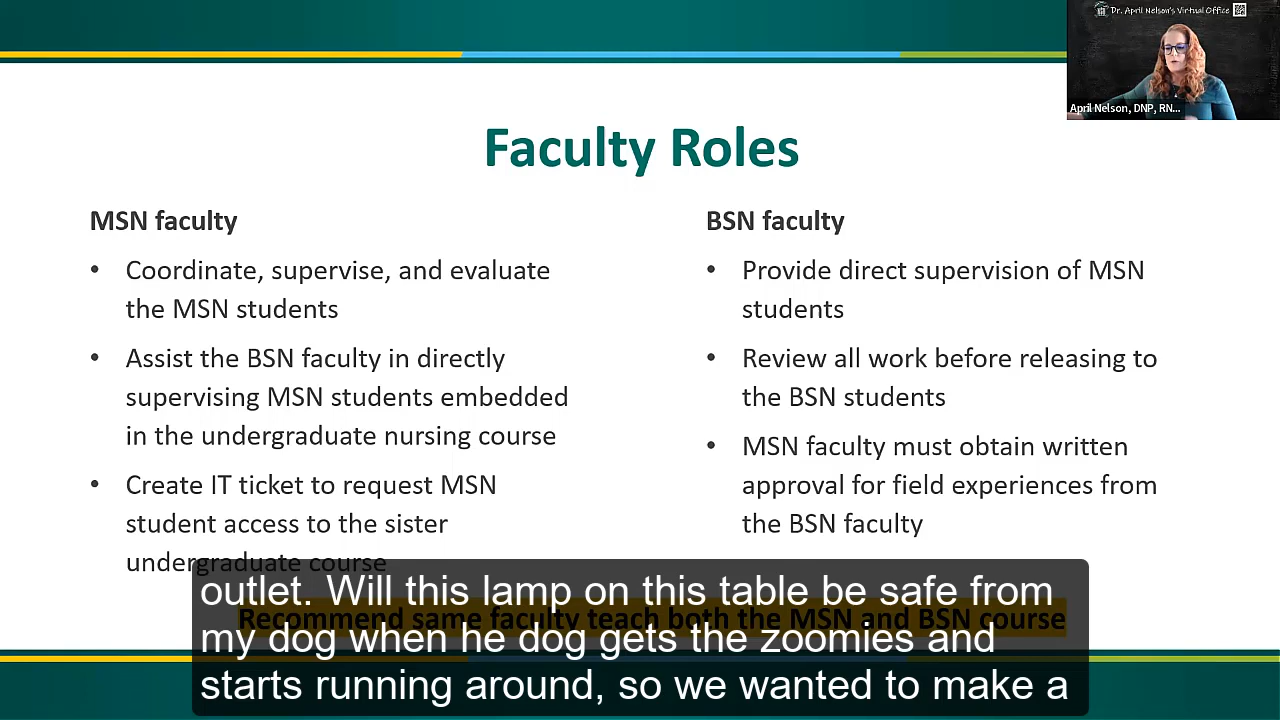 Dr. April Nelson's Virtual Office
April Nelson, DNP, RN...
Faculty Roles
MSN faculty
• Coordinate, supervise, and evaluate
the MSN students
• Assist the BSN faculty in directly
supervising MSN students embedded
in the undergraduate nursing course
• Create IT ticket to request MSN
student access to the sister
undergraduate course
BSN faculty
• Provide direct supervision of MSN
students
• Review all work before releasing to
the BSN students
• MSN faculty must obtain written
approval for field experiences from
the BSN faculty
Recommend same faculty teach both the MSN and BSN course
outlet. Will this lamp on this table be safe from
my dog when he dog gets the zoomies and
starts running around, so we wanted to make a